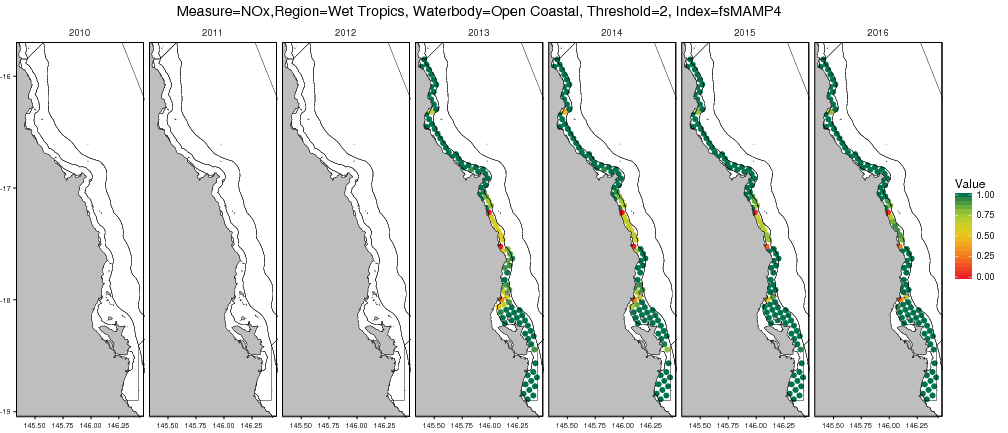 Measure=NOx,Region=Wet Tropics, Waterbody=Open Coastal, Threshold=2, Index=fsMAMP4
2010 2011 2012 2013 2014 2015 2016
-16
-17
-18
-19
Value
1.00
0.75
0.50
0.25
0.00
145.50 145.75 146.00 146.25 145.50 145.75 146.00 146.25 145.50 145.75 146.00 146.25 145.50 145.75 146.00 146.25 145.50 145.75 146.00 146.25 145.50 145.75 146.00 146.25 145.50 145.75 146.00 146.25